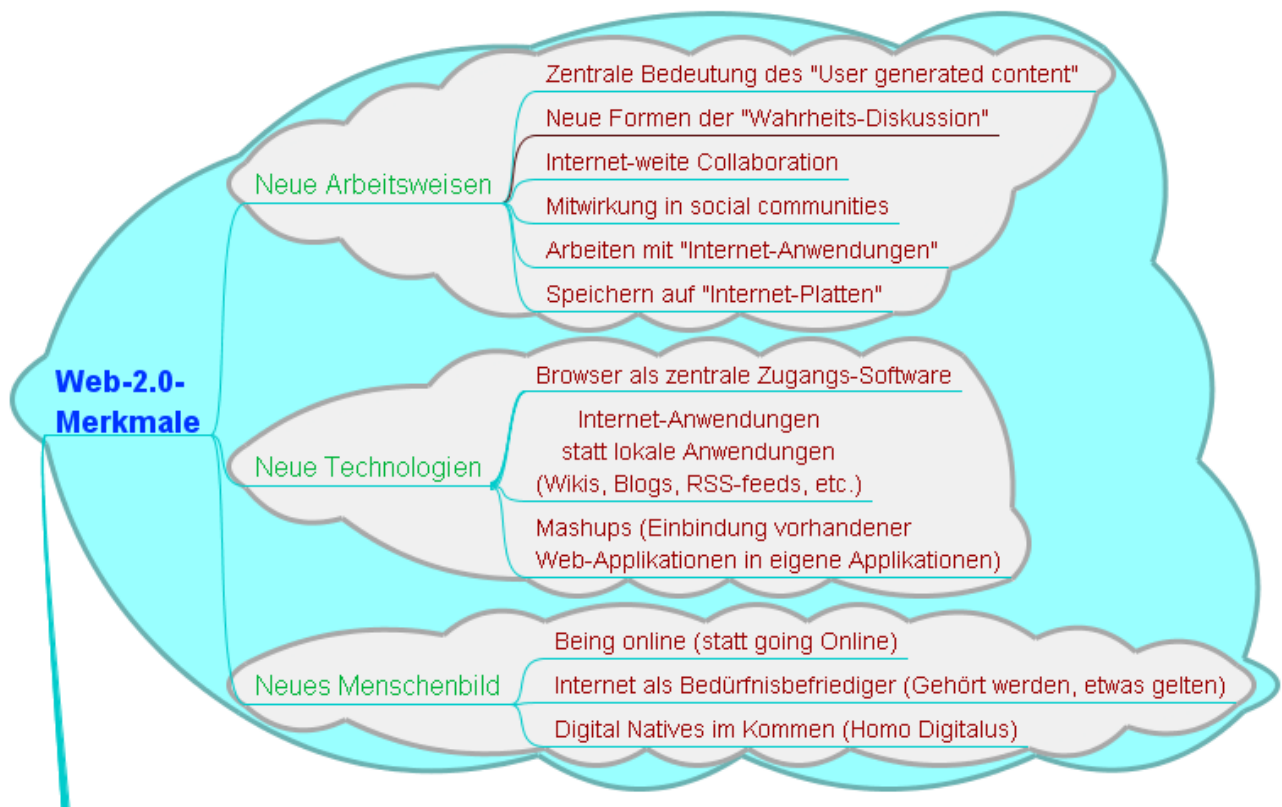 Web-2.0-
Merkmale
Neue Arbeitsweisen
Zentrale Bedeutung des "User generated content"
Neue Formen der "Wahrheits-Diskussion"
Internet-weite Collaboration
Mitwirkung in social communities
Arbeiten mit "Internet-Anwendungen"
Speichern auf "Internet-Platten"
Neue Technologien
Browser als zentrale Zugangs-Software
Internet-Anwendungen
statt lokale Anwendungen
(Wikis, Blogs, RSS-feeds, etc.)
Mashups (Einbindung vorhandener
Web-Applikationen in eigene Applikationen)
Neues Menschenbild
Being online (statt going Online)
Internet als Bedürfnisbefriediger (Gehört werden, etwas gelten)
Digital Natives im Kommen (Homo Digitalus)